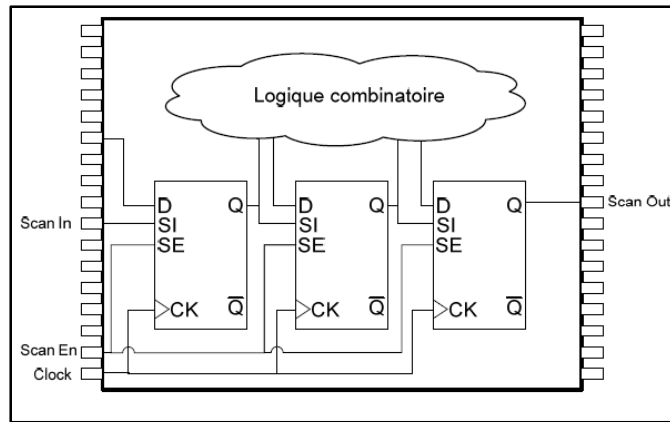 Logique combinatoire
D Q D Q D Q
Scan In SI SI SI Scan Out
SE SE SE
CK Q̅ CK Q̅ CK Q̅
Scan En
Clock